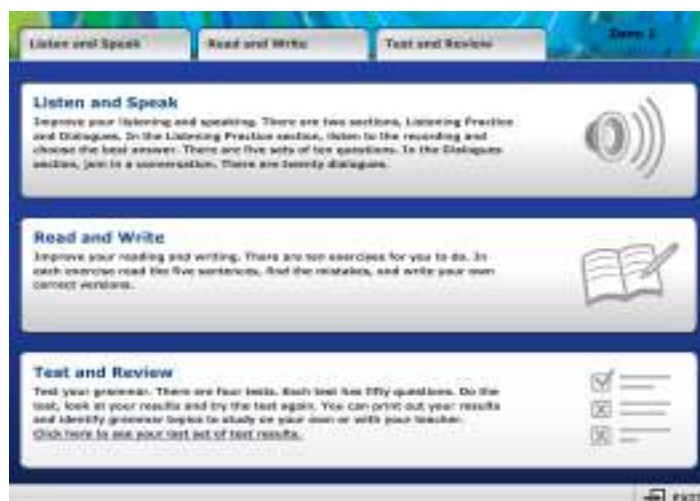 Listen and Speak
Read and Write
Test and Review
Listen and Speak
Improve your listening and speaking. There are two sections, Listening Practice
and Dialogues. In the Listening Practice section, listen to the recording and
choose the best answer. There are five sets of ten questions. In the Dialogues
section, join in a conversation. There are twenty dialogues.
Read and Write
Improve your reading and writing. There are ten exercises for you to do. In
each exercise read the five sentences, find the mistakes, and write your own
correct versions.
Test and Review
Test your grammar. There are four tests. Each test has fifty questions. Do the
test, look at your results and try the test again. You can print out your results
and identify grammar topics to study on your own or with your teacher.
Click here to see your last set of test results.